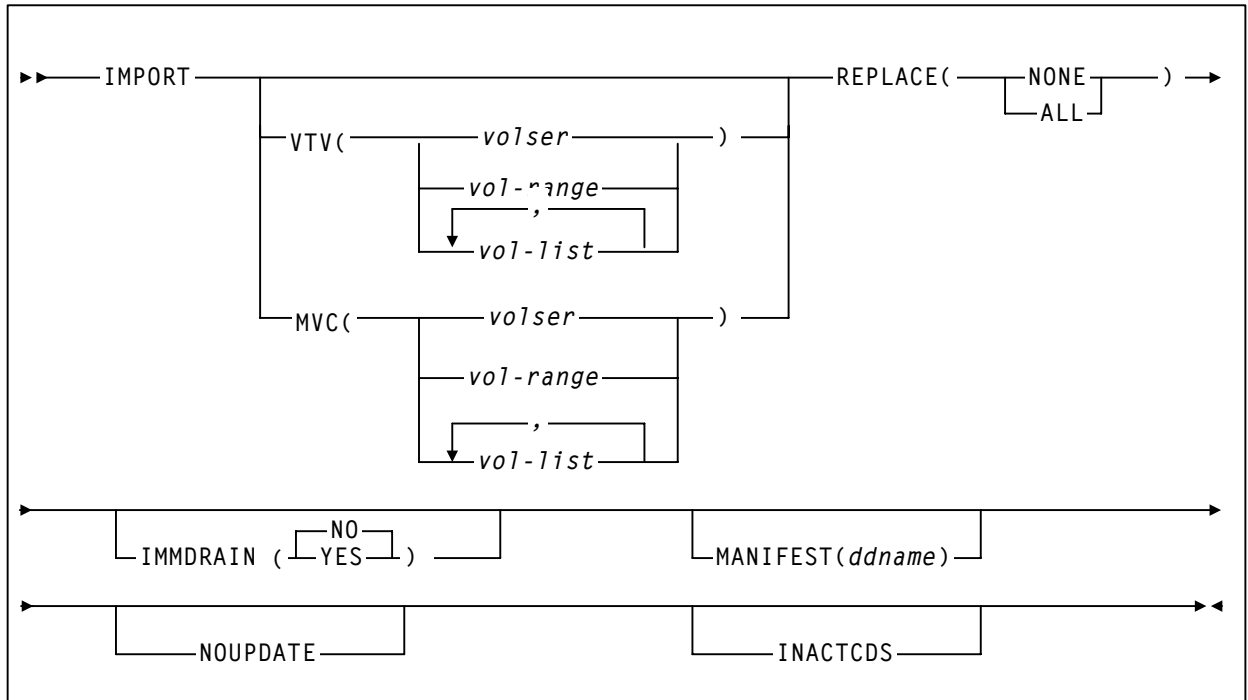 IMPORT REPLACE( NONE )
ALL
VTV( volser )
vol-range
,
vol-list
MVC( volser )
vol-range
,
vol-list
NO
IMMDRAIN ( YES ) MANIFEST(ddname)
NOUPDATE INACTCDS